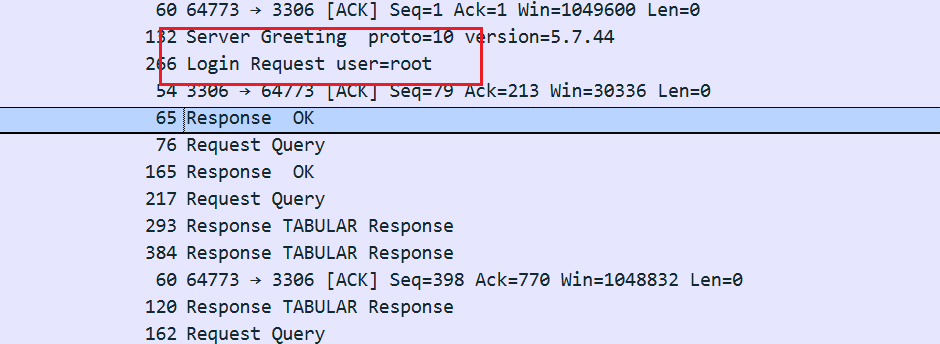 60 64773 → 3306 [ACK] Seq=1 Ack=1 Win=1049600 Len=0
132 Server Greeting  proto=10 version=5.7.44
266 Login Request user=root
54 3306 → 64773 [ACK] Seq=79 Ack=213 Win=30336 Len=0
65 Response  OK
76 Request Query
165 Response  OK
217 Request Query
293 Response TABULAR Response
384 Response TABULAR Response
60 64773 → 3306 [ACK] Seq=398 Ack=770 Win=1048832 Len=0
120 Response TABULAR Response
162 Request Query